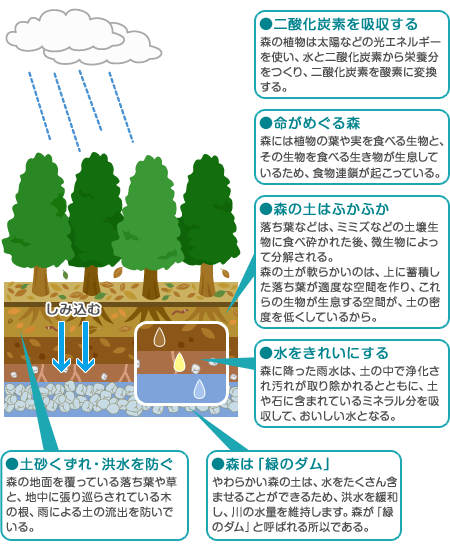 ●二酸化炭素を吸収する
森の植物は太陽などの光エネルギー
を使い、水と二酸化炭素から栄養分
をつくり、二酸化炭素を酸素に変換
する。
●命がめぐる森
森には植物の葉や実を食べる生物と、
その生物を食べる生き物が生息して
いるため、食物連鎖が起こっている。
●森の土はふかふか
落ち葉などは、ミミズなどの土壌生
物に食べ砕かれた後、微生物によっ
て分解される。
森の土が軟らかいのは、上に蓄積し
た落ち葉が適度な空間を作り、これ
らの生物が生息する空間が、土の密
度を低くしているから。
しみ込む
●水をきれいにする
森に降った雨水は、土の中で浄化さ
れ汚れが取り除かれるとともに、土
や石に含まれているミネラル分を吸
収して、おいしい水となる。
●土砂くずれ・洪水を防ぐ
森の地面を覆っている落ち葉や草
と、地中に張り巡らされている木
の根、雨による土の流出を防いで
いる。
●森は「緑のダム」
やわらかい森の土は、水をたくさん含
ませることができるため、洪水を緩和
し、川の水量を維持します。森が「緑
のダム」と呼ばれる所以である。